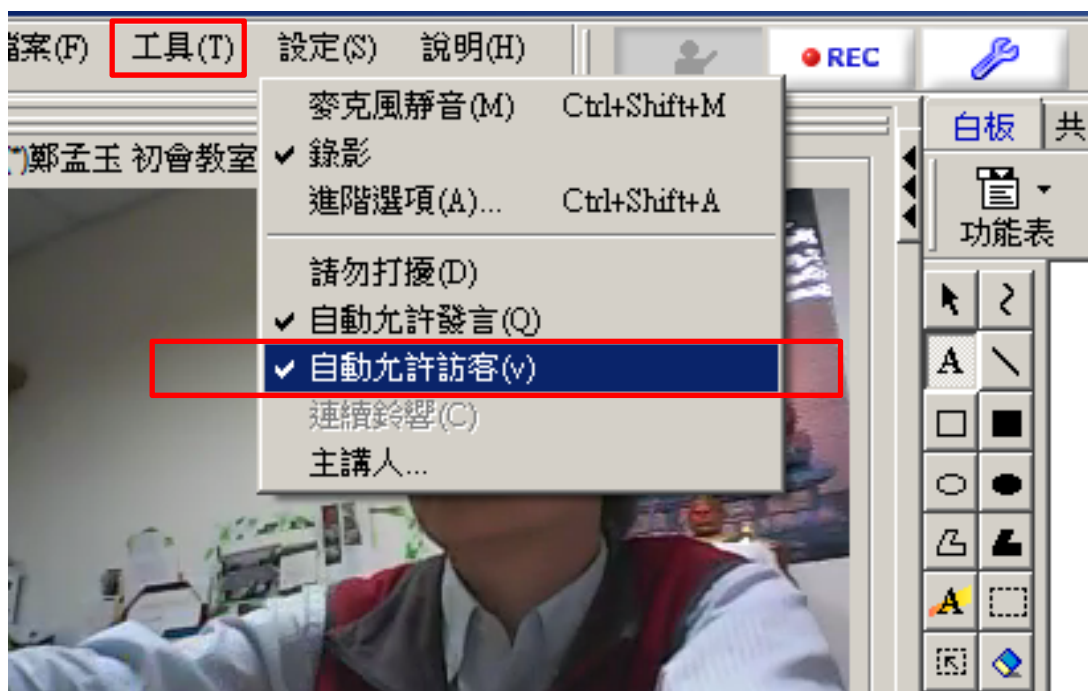 檔案(F) 工具(T) 設定(S) 說明(H)
REC
麥克風靜音(M) Ctrl+Shift+M
錄影
進階選項(A)... Ctrl+Shift+A
請勿打擾(D)
自動允許發言(Q)
自動允許訪客(v)
連續鈴響(C)
主講人...
(*)鄭孟玉 初會教室
白板 共
功能表
A
A